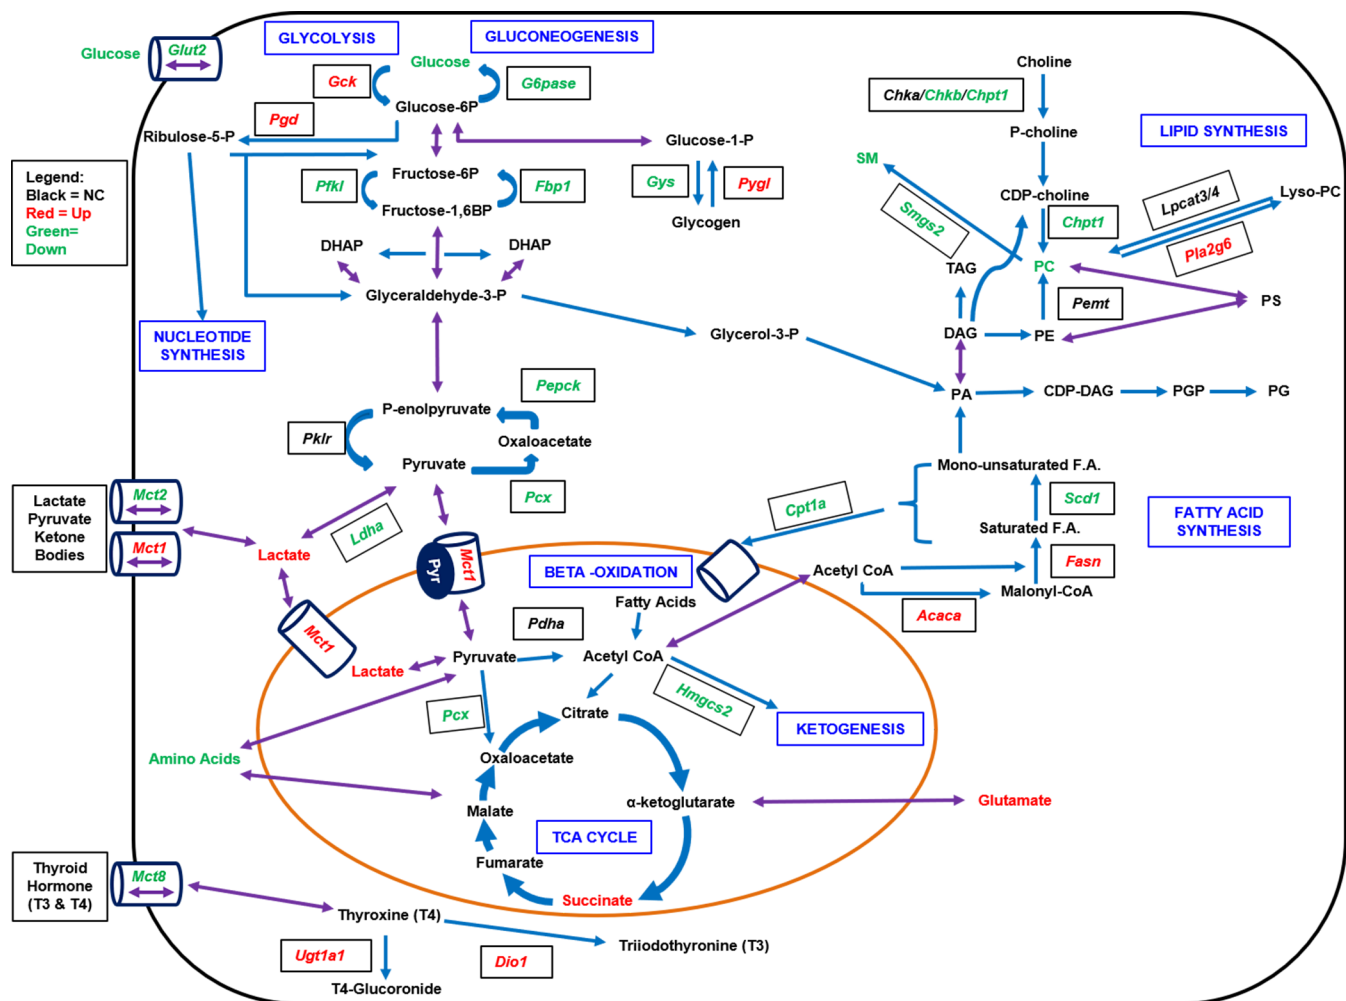 GLYCOLYSIS
GLUCONEOGENESIS
Glucose
Glut2
Glucose
Gck
G6pase
Glucose-6P
Pgd
Ribulose-5-P
Glucose-1-P
Legend:
Black = NC
Red = Up
Green=
Down
Pfkl
Fructose-6P
Fbp1
Fructose-1,6BP
Gys
Pygl
Glycogen
DHAP
DHAP
Glyceraldehyde-3-P
NUCLEOTIDE
SYNTHESIS
Glycerol-3-P
Pepck
P-enolpyruvate
Pklr
Oxaloacetate
Pyruvate
Pcx
Choline
Chka/Chkb/Chpt1
P-choline
LIPID SYNTHESIS
SM
CDP-choline
Lpcat3/4
Lyso-PC
Smgs2
Chpt1
Pla2g6
TAG
PC
Pemt
PS
DAG
PE
PA
CDP-DAG
PGP
PG
Mono-unsaturated F.A.
Cpt1a
Scd1
FATTY ACID
SYNTHESIS
Saturated F.A.
Fasn
Acetyl CoA
Malonyl-CoA
Acaca
Lactate
Pyruvate
Ketone
Bodies
Mct2
Mct1
Lactate
Ldha
Pyr
Mct1
BETA -OXIDATION
Fatty Acids
Pdha
Mct1
Lactate
Pyruvate
Acetyl CoA
Hmgcs2
Pcx
Citrate
KETOGENESIS
Amino Acids
Oxaloacetate
Malate
α-ketoglutarate
Glutamate
TCA CYCLE
Fumarate
Succinate
Thyroid
Hormone
(T3 & T4)
Mct8
Thyroxine (T4)
Triiodothyronine (T3)
Ugt1a1
Dio1
T4-Glucoronide